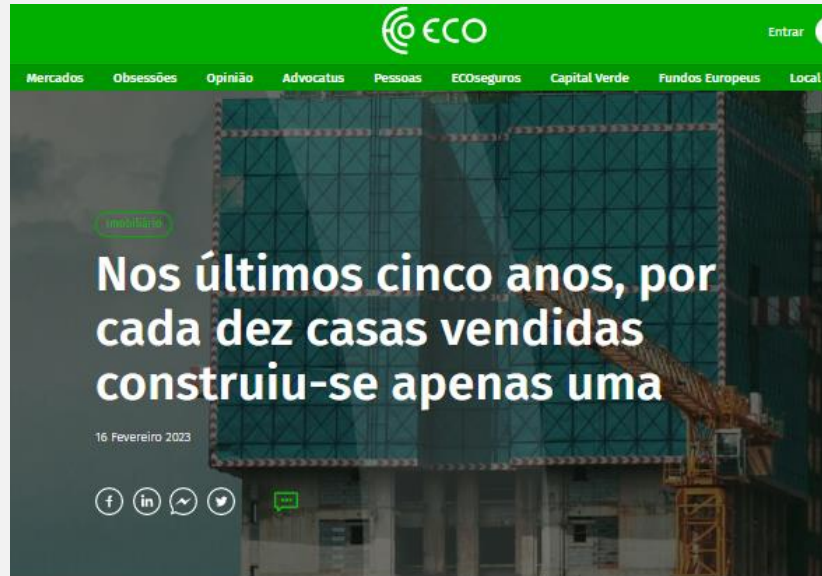 ECO
Entrar
Mercados Obsessões Opinião Advocatus Pessoas ECOseguros Capital Verde Fundos Europeus Local
Imobiliário
Nos últimos cinco anos, por
cada dez casas vendidas
construiu-se apenas uma
16 Fevereiro 2023